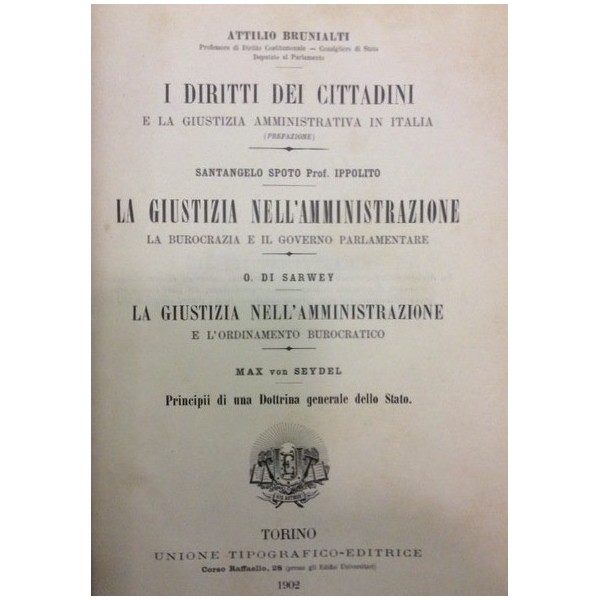 ATTILIO BRUNIALTI
Professore di Diritto Costituzionale — Consigliere di Stato
Deputato al Parlamento
I DIRITTI DEI CITTADINI
E LA GIUSTIZIA AMMINISTRATIVA IN ITALIA
(PREFAZIONE)
SANTANGELO SPOTO Prof. IPPOLITO
LA GIUSTIZIA NELL'AMMINISTRAZIONE
LA BUROCRAZIA E IL GOVERNO PARLAMENTARE
O. DI SARWEY
LA GIUSTIZIA NELL'AMMINISTRAZIONE
E L'ORDINAMENTO BUROCRATICO
MAX von SEYDEL
Principii di una Dottrina generale dello Stato.
TORINO
UNIONE TIPOGRAFICO-EDITRICE
Corso Raffaello, 28 (presso gli Edifizi Universitari)
1902